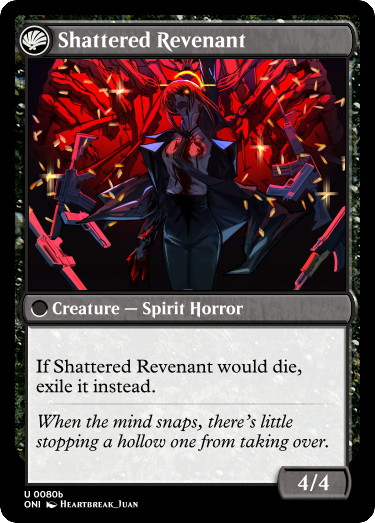 Shattered Revenant
Creature — Spirit Horror
If Shattered Revenant would die,
exile it instead.
When the mind snaps, there's little
stopping a hollow one from taking over.
4/4
U 0080b
ONI Heartbreak_Juan